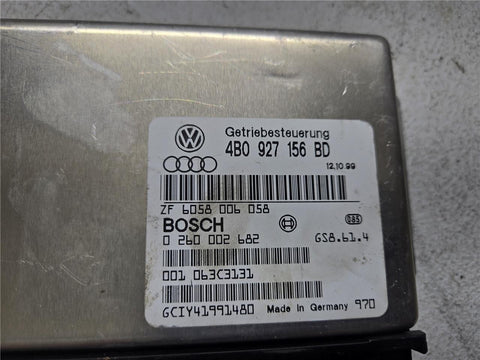 Getriebesteuerung
4B0 927 156 BD
12.10.99
ZF 6058 006 058
BOSCH
0 260 002 682 GS8.61.4
001 063C3131
GCIY41991480 Made in Germany 970